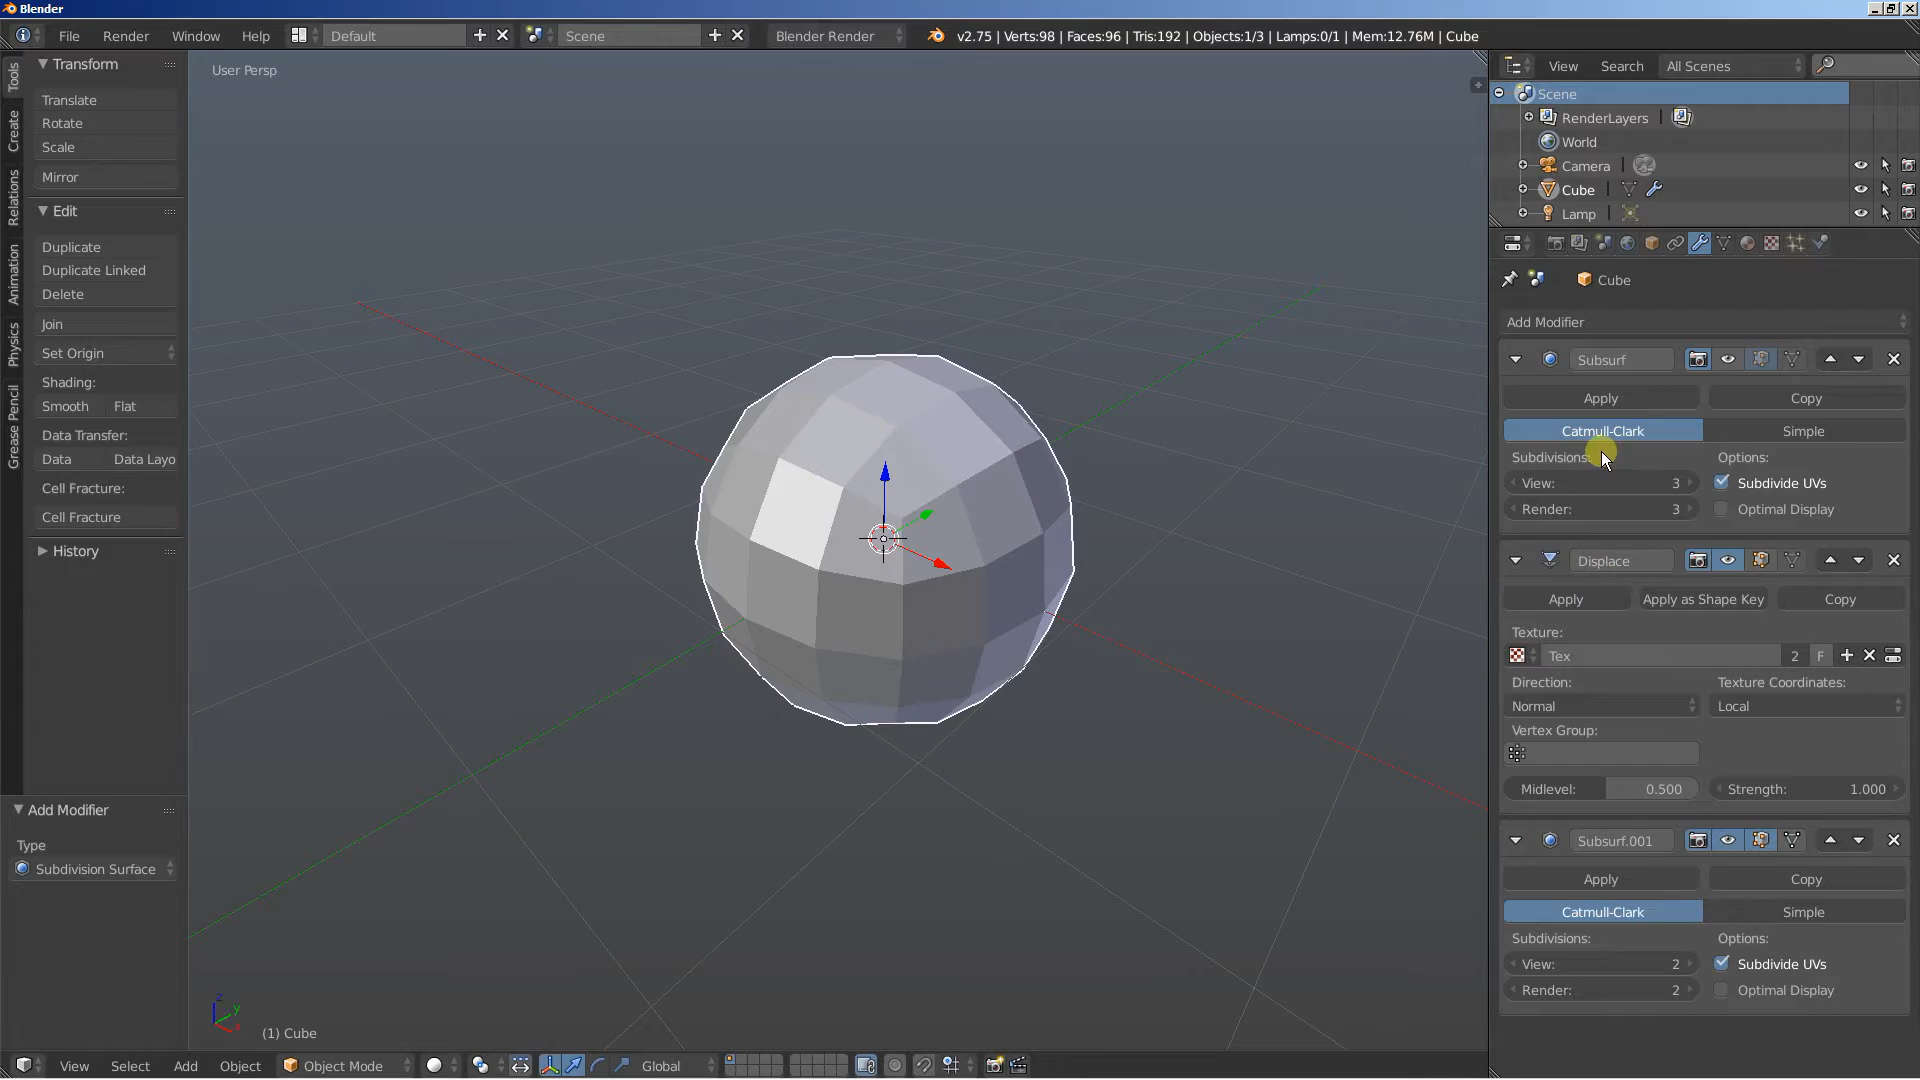 Blender
File Render Window Help Default Scene Blender Render v2.75 | Verts:98 | Faces:96 | Tris:192 | Objects:1/3 | Lamps:0/1 | Mem:12.76M | Cube
Tools
Create
Relations
Animation
Physics
Grease Pencil
Transform
Translate
Rotate
Scale
Mirror
Edit
Duplicate
Duplicate Linked
Delete
Join
Set Origin
Shading:
Smooth Flat
Data Transfer:
Data Data Layo
Cell Fracture:
Cell Fracture
History
Add Modifier
Type
Subdivision Surface
User Persp
z
y
x
(1) Cube
View Select Add Object Object Mode Global
View Search All Scenes
Scene
RenderLayers
World
Camera
Cube
Lamp
Cube
Add Modifier
Subsurf
Apply Copy
Catmull-Clark Simple
Subdivisions: Options:
View: 3 Subdivide UVs
Render: 3 Optimal Display
Displace
Apply Apply as Shape Key Copy
Texture:
Tex 2 F
Direction: Texture Coordinates:
Normal Local
Vertex Group:
Midlevel: 0.500 Strength: 1.000
Subsurf.001
Apply Copy
Catmull-Clark Simple
Subdivisions: Options:
View: 2 Subdivide UVs
Render: 2 Optimal Display